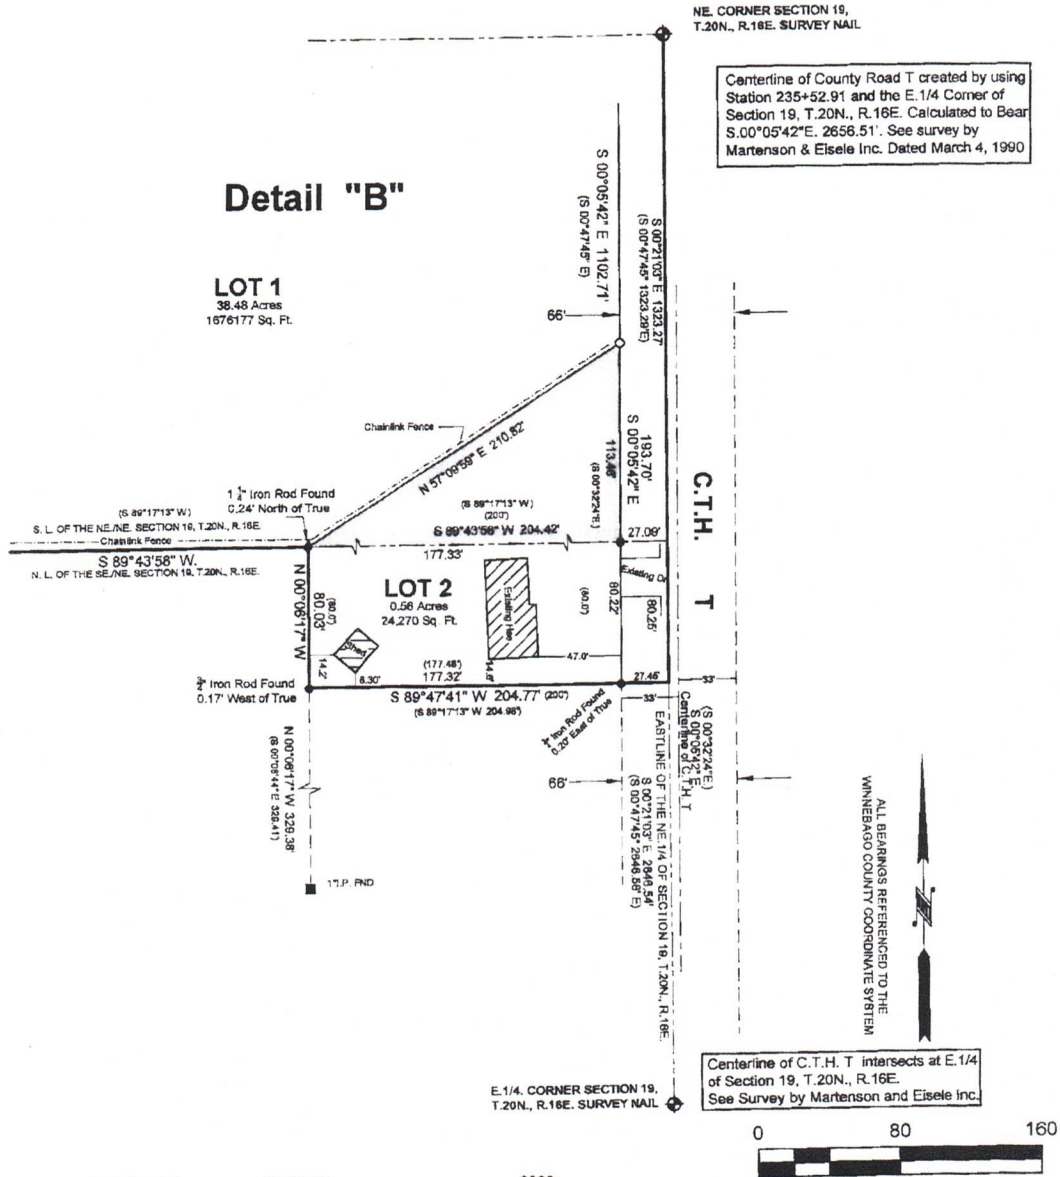 NE. CORNER SECTION 19,
T.20N., R.16E. SURVEY NAIL
Centerline of County Road T created by using
Station 235+52.91 and the E.1/4 Corner of
Section 19, T.20N., R.16E. Calculated to Bear
S.00°05'42"E. 2656.51'. See survey by
Martenson & Eisele Inc. Dated March 4, 1990
Detail "B"
LOT 1
38.48 Acres
1676177 Sq. Ft.
S 00°05'42" E 1102.71'
(S 00°47'45" E)
S 00°21'03" E 1323.27'
(S 00°47'45" 1323.29'E)
66'
Chainlink Fence
N 57°09'59" E 210.82'
193.70'
S 00°05'42" E
113.48'
(S 00°32'24"E.)
C.T.H. T
1 1/4" Iron Rod Found
0.24' North of True
(S 89°17'13" W)
S. L. OF THE NE./NE. SECTION 19, T.20N., R.16E.
Chainlink Fence
S 89°43'58" W.
N. L. OF THE SE./NE. SECTION 19, T.20N., R.16E.
(S 89°17'13" W)
(200')
S 89°43'58" W 204.42'
177.33'
27.09'
Existing Dr
LOT 2
0.56 Acres
24,270 Sq. Ft.
Existing Hse
N 00°06'17" W
80.03'
(80.0')
(80.0')
80.22'
80.25'
Shed
14.2'
8.30'
(177.48')
177.32'
14.6'
47.0'
27.46'
33'
33'
3/4" Iron Rod Found
0.17' West of True
S 89°47'41" W 204.77' (200')
(S 89°17'13" W 204.98')
Iron Rod Found
0.20' East of True
N 00°06'17" W 329.38'
(S 00°08'44" E 329.41)
1" I.P. FND
66'
(S 00°32'24"E.)
S 00°05'42" E
Centerline of C.T.H. T
EASTLINE OF THE NE.1/4 OF SECTION 19, T.20N., R.16E.
S 00°21'03" E 2646.54'
(S 00°47'45" 2646.58' E)
ALL BEARINGS REFERENCED TO THE
WINNEBAGO COUNTY COORDINATE SYSTEM
Centerline of C.T.H. T intersects at E.1/4
of Section 19, T.20N., R.16E.
See Survey by Martenson and Eisele Inc.
E.1/4. CORNER SECTION 19,
T.20N., R.16E. SURVEY NAIL
0 80 160